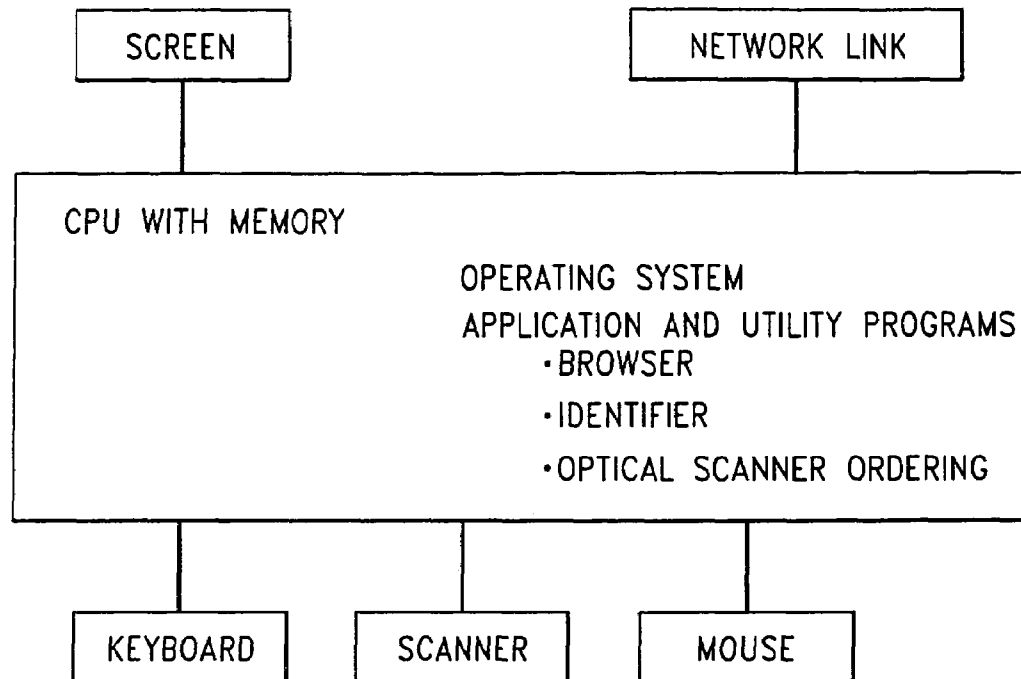 SCREEN
NETWORK LINK
CPU WITH MEMORY
OPERATING SYSTEM
APPLICATION AND UTILITY PROGRAMS
·BROWSER
·IDENTIFIER
·OPTICAL SCANNER ORDERING
KEYBOARD
SCANNER
MOUSE